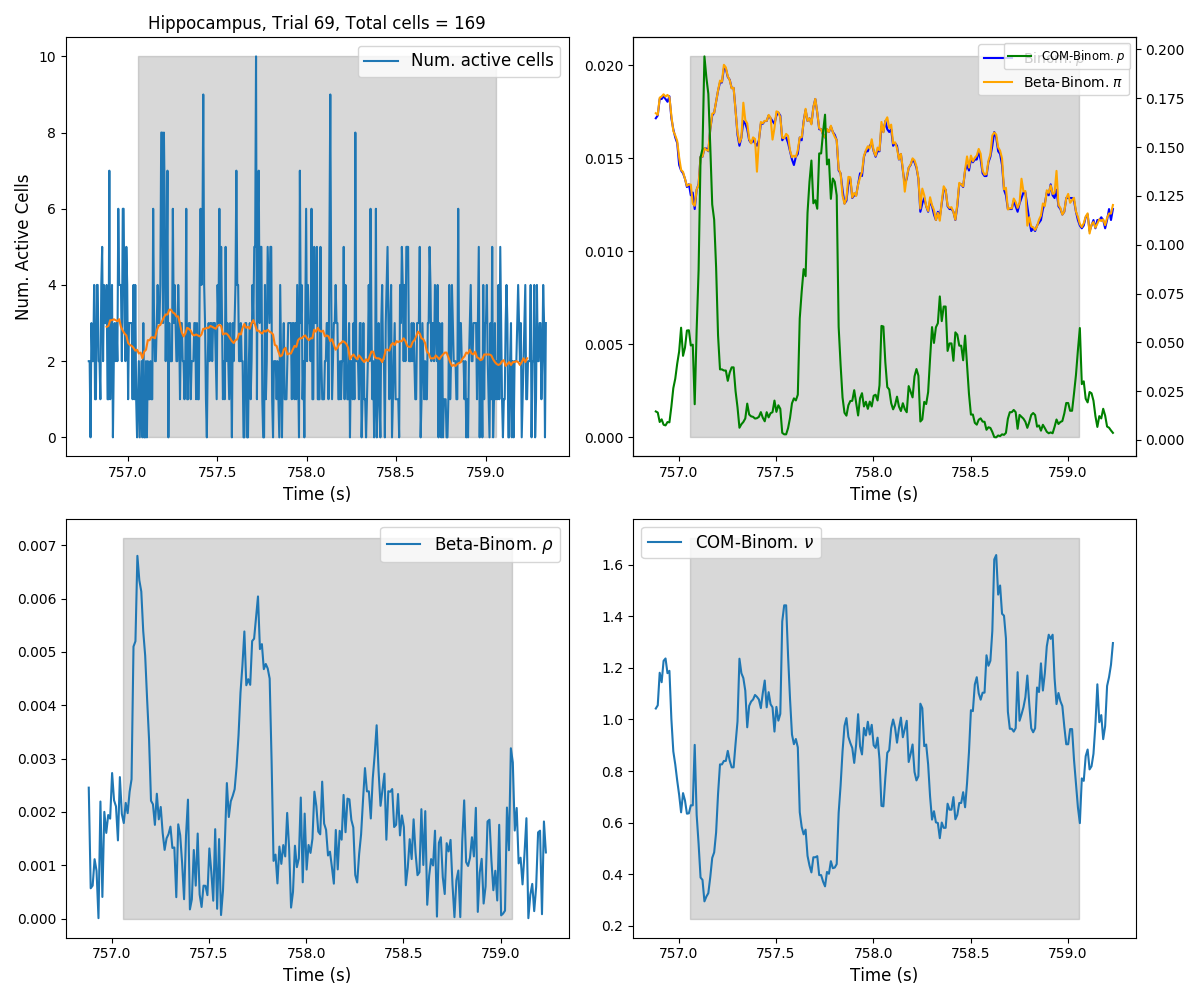 Hippocampus, Trial 69, Total cells = 169
Num. active cells
Num. Active Cells
10
8
6
4
2
0
757.0 757.5 758.0 758.5 759.0
Time (s)
COM-Binom. p
Binom. p
Beta-Binom. π
0.020
0.015
0.010
0.005
0.000
0.200
0.175
0.150
0.125
0.100
0.075
0.050
0.025
0.000
757.0 757.5 758.0 758.5 759.0
Time (s)
Beta-Binom. ρ
0.007
0.006
0.005
0.004
0.003
0.002
0.001
0.000
757.0 757.5 758.0 758.5 759.0
Time (s)
COM-Binom. ν
1.6
1.4
1.2
1.0
0.8
0.6
0.4
0.2
757.0 757.5 758.0 758.5 759.0
Time (s)